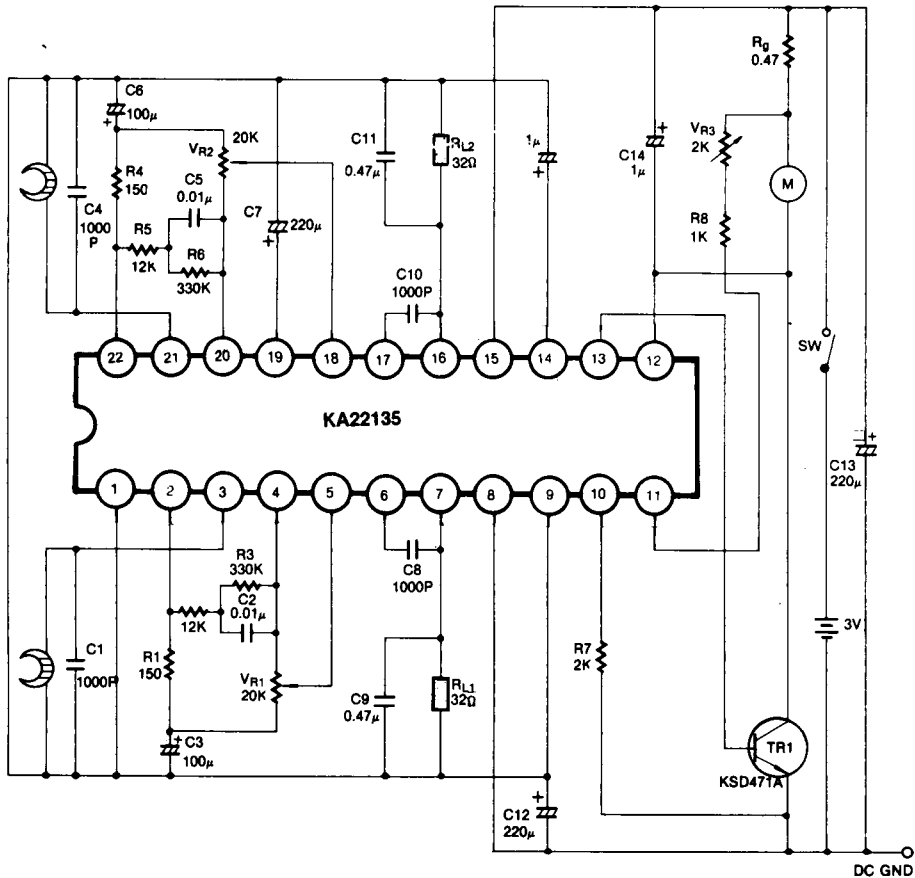 C6
100μ
+
20K
VR2
C5
0.01μ
R4
150
C4
1000
P
R5
12K
R6
330K
C7
220μ
+
C11
0.47μ
RL2
32Ω
C10
1000P
1μ
+
C14
1μ
+
Rg
0.47
VR3
2K
M
R8
1K
SW
22
21
20
19
18
17
16
15
14
13
12
KA22135
1
2
3
4
5
6
7
8
9
10
11
R3
330K
C2
0.01μ
12K
C8
1000P
C1
1000P
R1
150
VR1
20K
C3
+
100μ
C9
0.47μ
RL1
32Ω
C12
220μ
+
R7
2K
TR1
KSD471A
3V
C13
220μ
+
DC GND